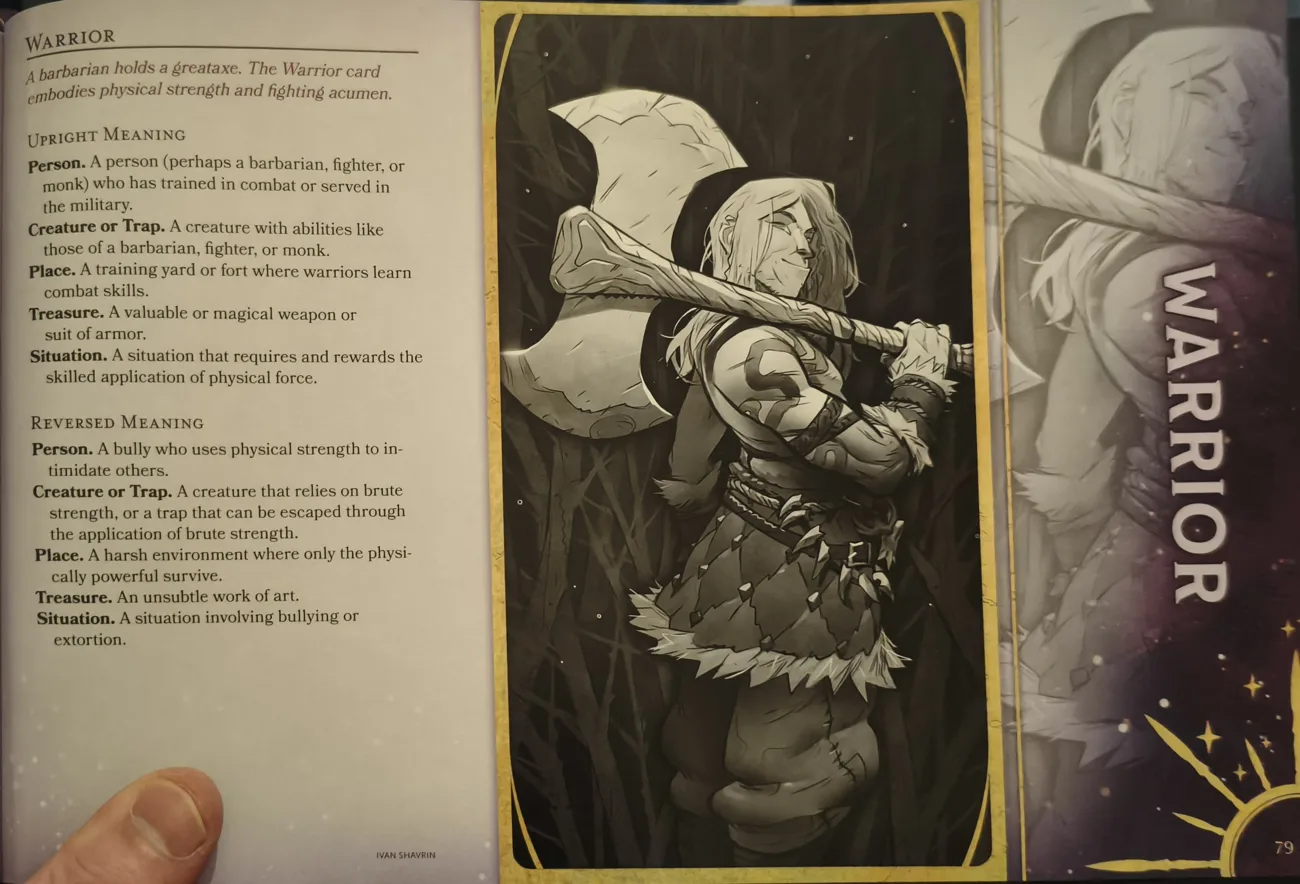 WARRIOR
A barbarian holds a greataxe. The Warrior card
embodies physical strength and fighting acumen.
UPRIGHT MEANING
Person. A person (perhaps a barbarian, fighter, or
monk) who has trained in combat or served in
the military.
Creature or Trap. A creature with abilities like
those of a barbarian, fighter, or monk.
Place. A training yard or fort where warriors learn
combat skills.
Treasure. A valuable or magical weapon or
suit of armor.
Situation. A situation that requires and rewards the
skilled application of physical force.
REVERSED MEANING
Person. A bully who uses physical strength to in-
timidate others.
Creature or Trap. A creature that relies on brute
strength, or a trap that can be escaped through
the application of brute strength.
Place. A harsh environment where only the physi-
cally powerful survive.
Treasure. An unsubtle work of art.
Situation. A situation involving bullying or
extortion.
IVAN SHAVRIN
WARRIOR
79